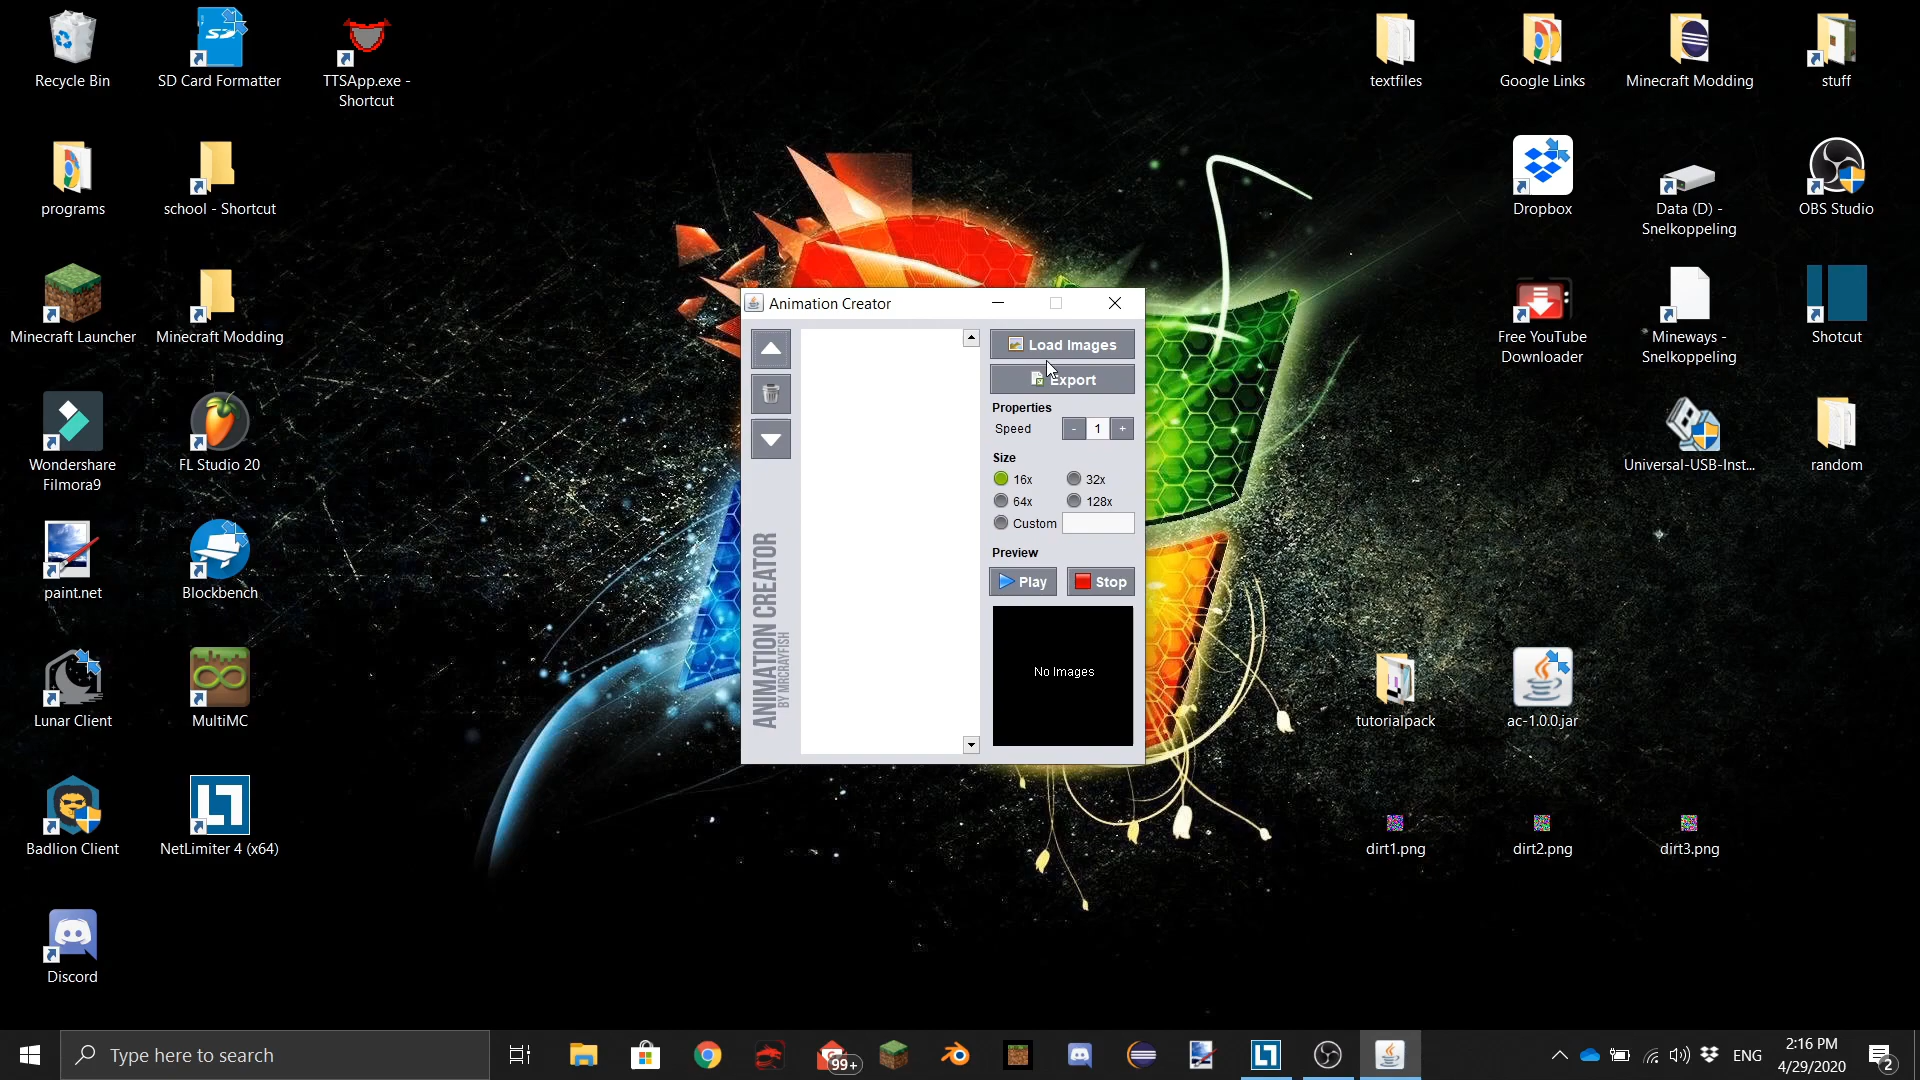 Recycle Bin
SD Card Formatter
TTSApp.exe -
Shortcut
textfiles
Google Links
Minecraft Modding
stuff
programs
school - Shortcut
Dropbox
Data (D) -
Snelkoppeling
OBS Studio
Minecraft Launcher
Minecraft Modding
Free YouTube
Downloader
Mineways -
Snelkoppeling
Shotcut
Wondershare
Filmora9
FL Studio 20
Universal-USB-Inst...
random
paint.net
Blockbench
Lunar Client
MultiMC
tutorialpack
ac-1.0.0.jar
Badlion Client
NetLimiter 4 (x64)
dirt1.png
dirt2.png
dirt3.png
Discord
Animation Creator
Load Images
Export
Properties
Speed
- 1 +
Size
16x
32x
64x
128x
Custom
Preview
Play
Stop
No Images
ANIMATION CREATOR
BY MRCRAYFISH
Type here to search
99+
ENG
2:16 PM
4/29/2020
2